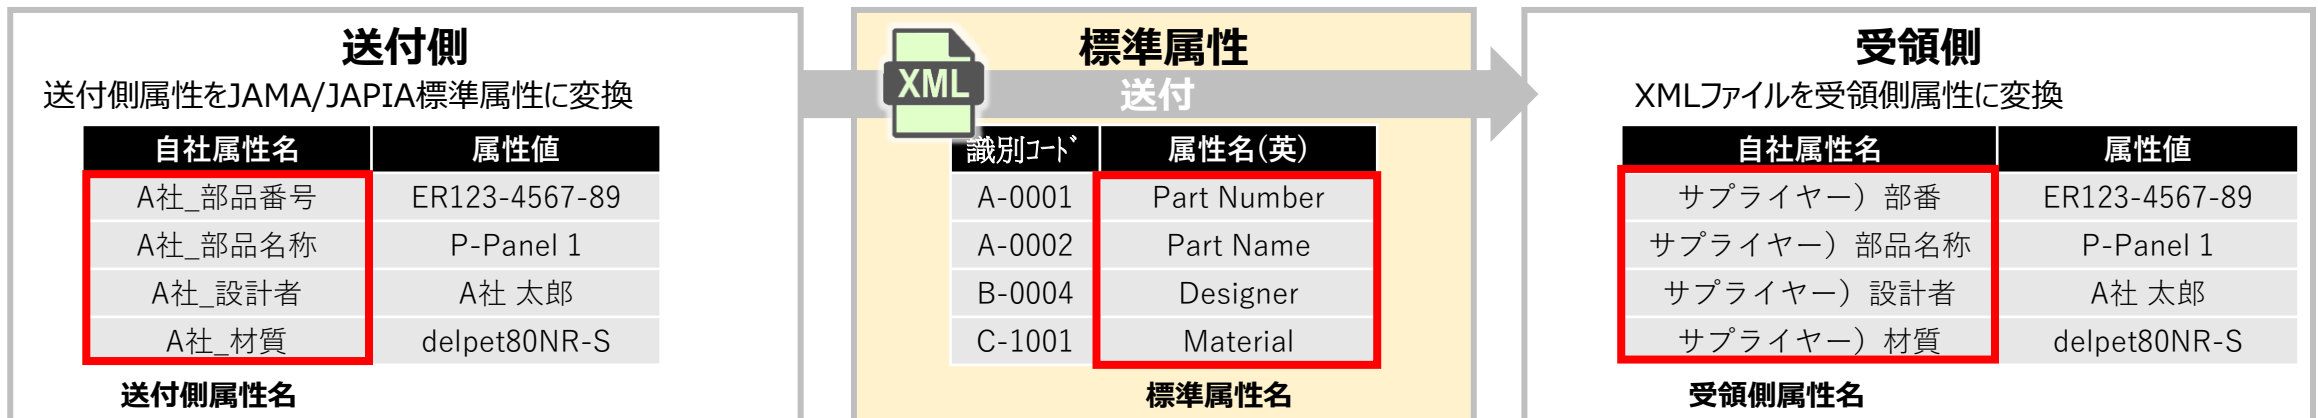 送付側
送付側属性をJAMA/JAPIA標準属性に変換
自社属性名 属性値
A社_部品番号 ER123-4567-89
A社_部品名称 P-Panel 1
A社_設計者 A社 太郎
A社_材質 delpet80NR-S
送付側属性名
標準属性
XML
送付
識別ｺｰﾄﾞ 属性名(英)
A-0001 Part Number
A-0002 Part Name
B-0004 Designer
C-1001 Material
標準属性名
受領側
XMLファイルを受領側属性に変換
自社属性名 属性値
サプライヤー）部番 ER123-4567-89
サプライヤー）部品名称 P-Panel 1
サプライヤー）設計者 A社 太郎
サプライヤー）材質 delpet80NR-S
受領側属性名